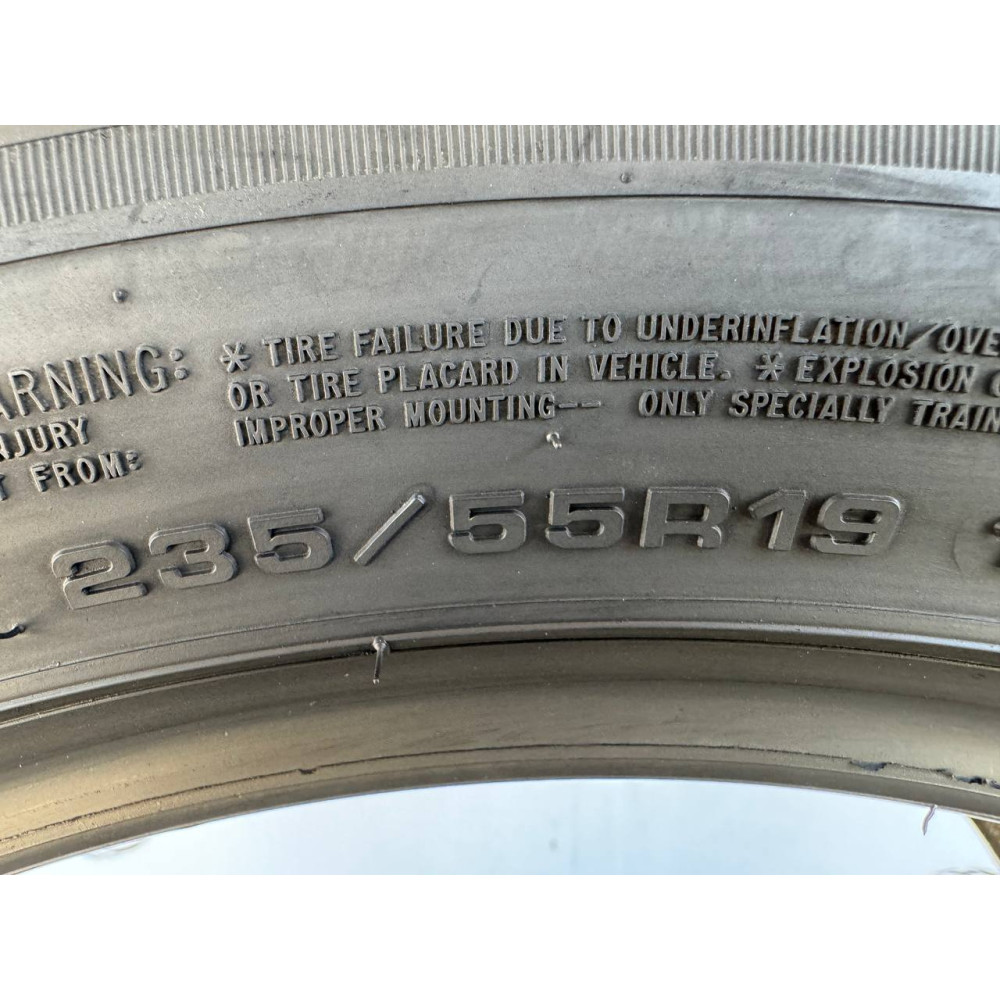 WARNING:
* TIRE FAILURE DUE TO UNDERINFLATION/OVE
OR TIRE PLACARD IN VEHICLE. * EXPLOSION
IMPROPER MOUNTING-- ONLY SPECIALLY TRAIN
INJURY
FROM:
235/55R19